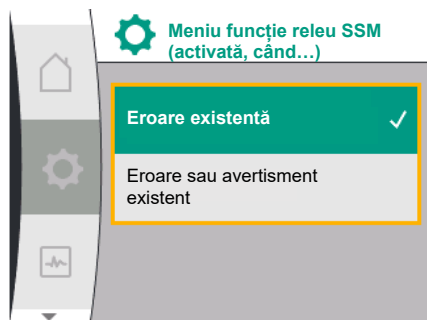 Meniu funcție releu SSM
(activată, când…)
Eroare existentă
Eroare sau avertisment
existent